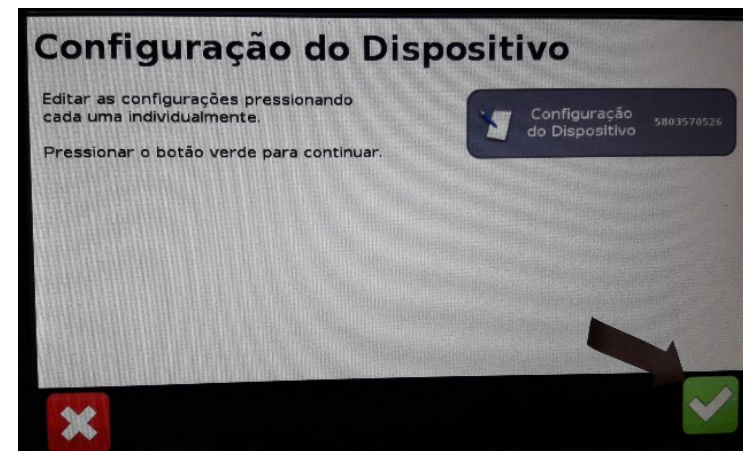 Configuração do Dispositivo
Editar as configurações pressionando
cada uma individualmente.
Pressionar o botão verde para continuar.
Configuração
do Dispositivo
5803570526